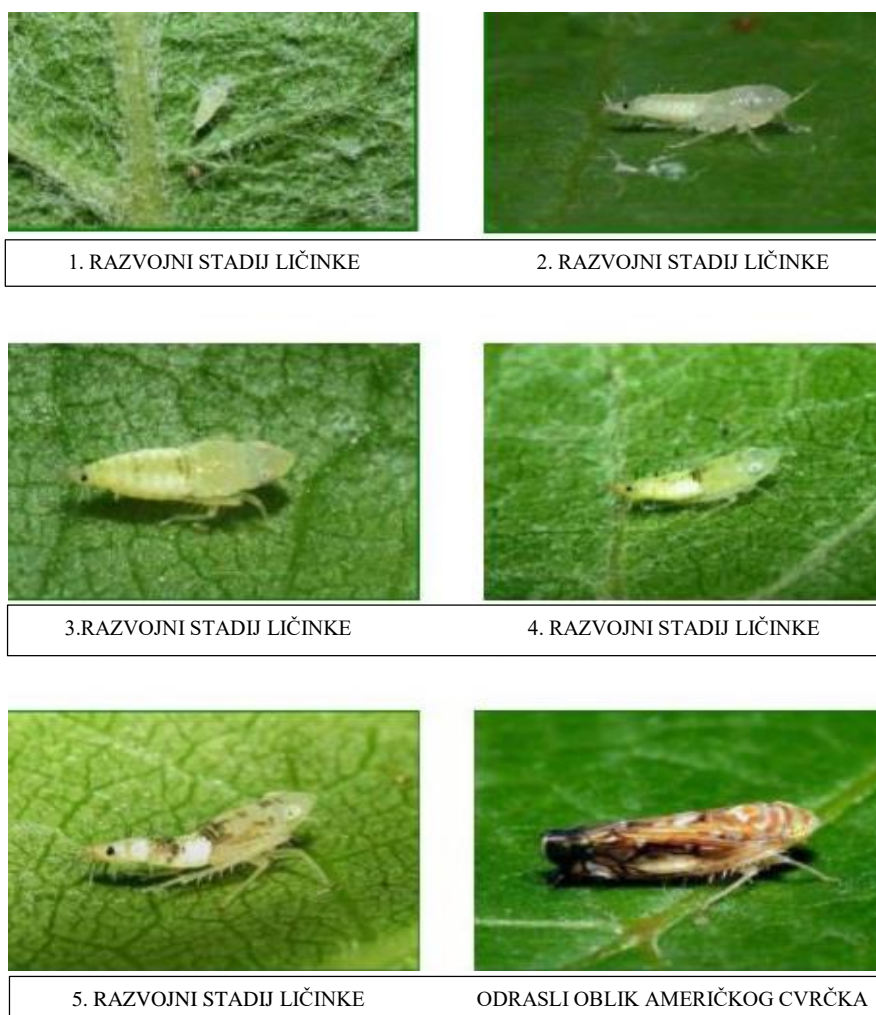 1. RAZVOJNI STADIJ LIČINKE
2. RAZVOJNI STADIJ LIČINKE
3.RAZVOJNI STADIJ LIČINKE
4. RAZVOJNI STADIJ LIČINKE
5. RAZVOJNI STADIJ LIČINKE
ODRASLI OBLIK AMERIČKOG CVRČKA